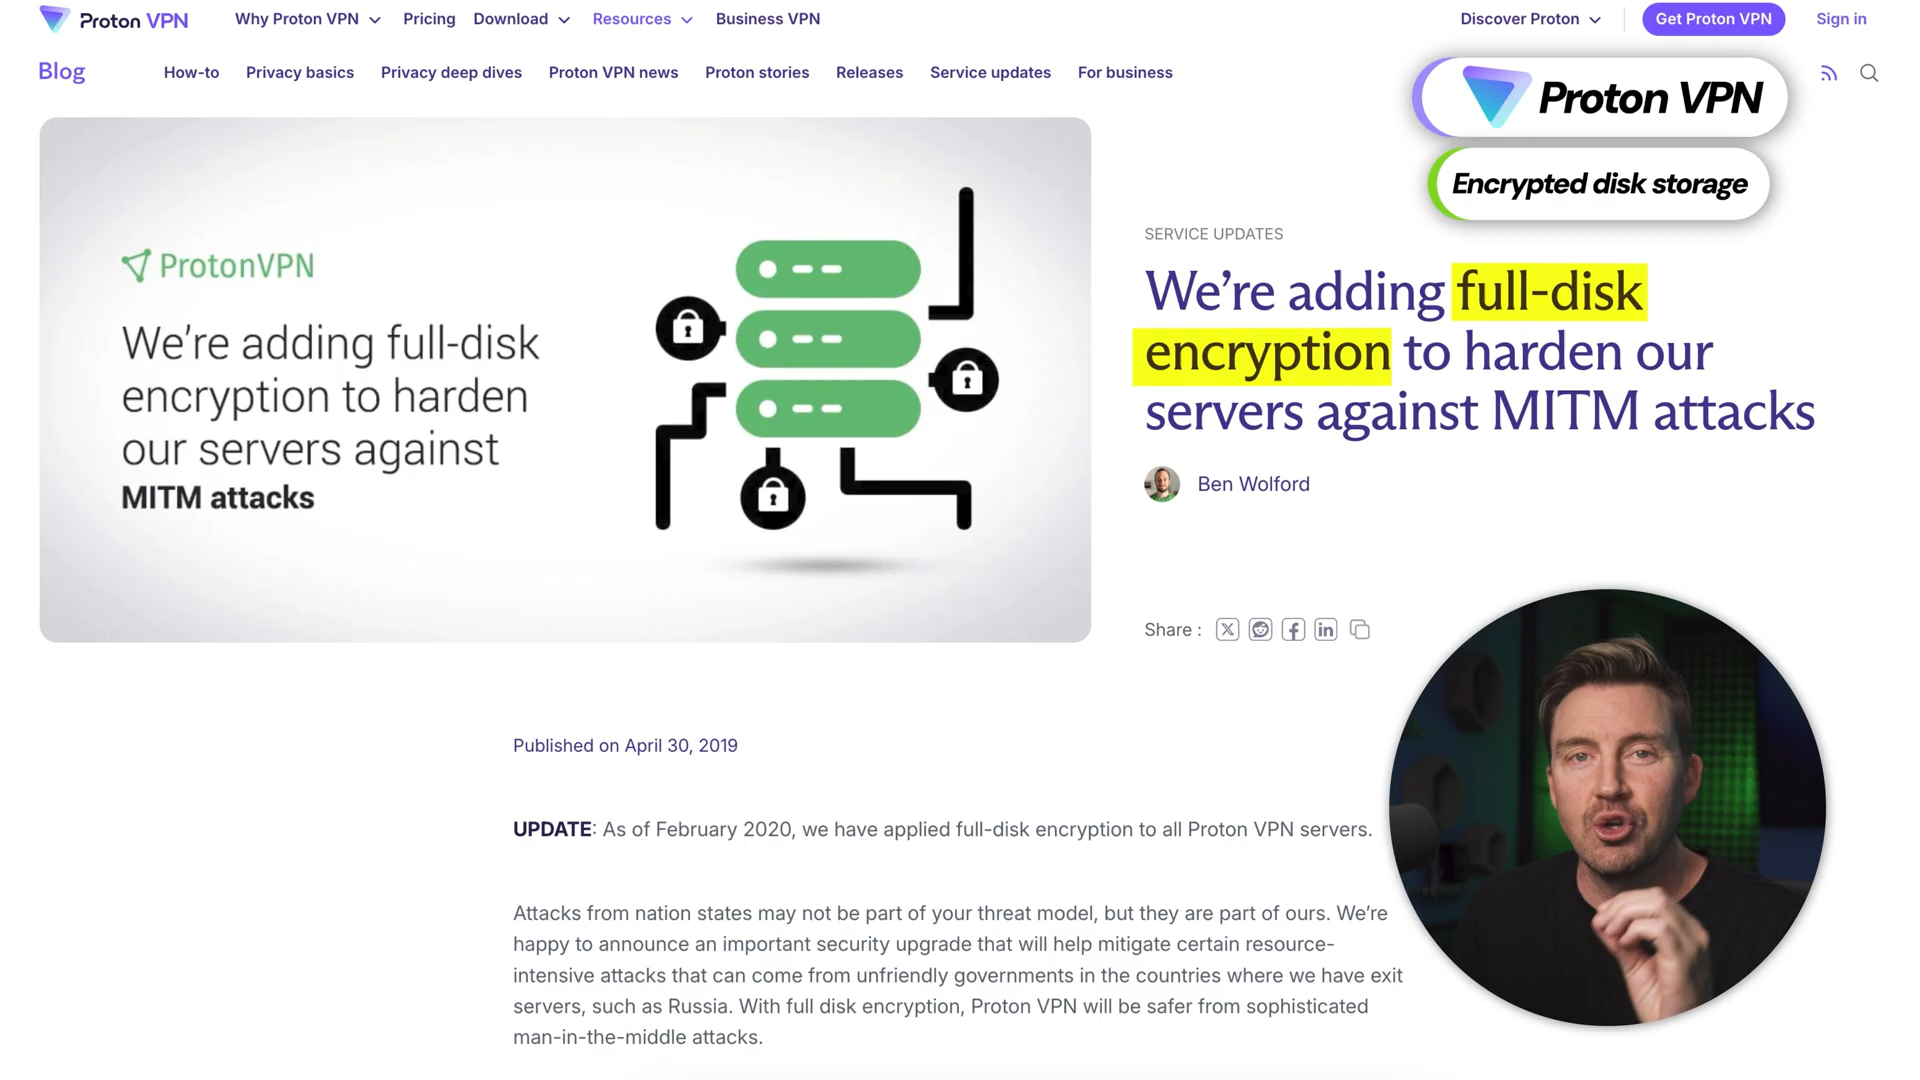 Proton VPN
Why Proton VPN
Pricing
Download
Resources
Business VPN
Discover Proton
Get Proton VPN
Sign in
Blog
How-to
Privacy basics
Privacy deep dives
Proton VPN news
Proton stories
Releases
Service updates
For business
Proton VPN
Encrypted disk storage
ProtonVPN
We're adding full-disk
encryption to harden
our servers against
MITM attacks
SERVICE UPDATES
We're adding full-disk
encryption to harden our
servers against MITM attacks
Ben Wolford
Share :
Published on April 30, 2019
UPDATE: As of February 2020, we have applied full-disk encryption to all Proton VPN servers.
Attacks from nation states may not be part of your threat model, but they are part of ours. We're
happy to announce an important security upgrade that will help mitigate certain resource-
intensive attacks that can come from unfriendly governments in the countries where we have exit
servers, such as Russia. With full disk encryption, Proton VPN will be safer from sophisticated
man-in-the-middle attacks.